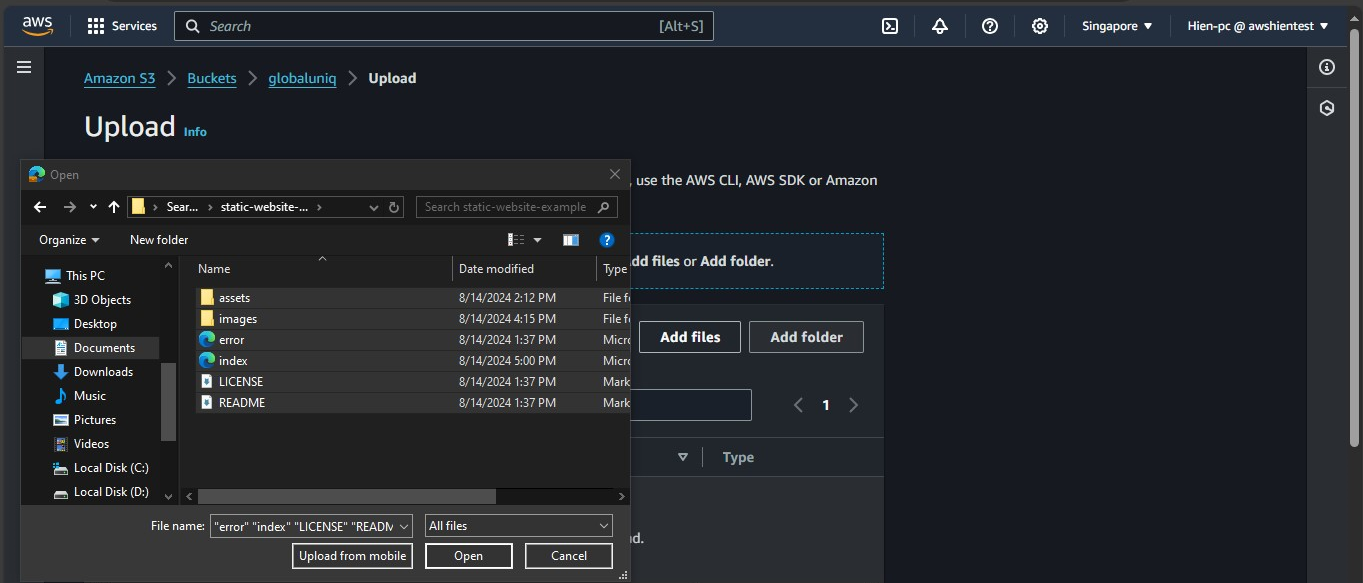 aws Services Search [Alt+S] Singapore Hien-pc @ awshientest
Amazon S3 Buckets globaluniq Upload
Upload Info
Open
, use the AWS CLI, AWS SDK or Amazon
Sear... static-website-... Search static-website-example
Organize New folder
dd files or Add folder.
Name Date modified Type
This PC
3D Objects
Desktop
Documents
Downloads
Music
Pictures
Videos
Local Disk (C:)
Local Disk (D:)
assets 8/14/2024 2:12 PM File f
images 8/14/2024 4:15 PM File f
error 8/14/2024 1:37 PM Micro
index 8/14/2024 5:00 PM Micro
LICENSE 8/14/2024 1:37 PM Mark
README 8/14/2024 1:37 PM Mark
Add files Add folder
1
Type
File name: "error" "index" "LICENSE" "READM All files
d.
Upload from mobile Open Cancel